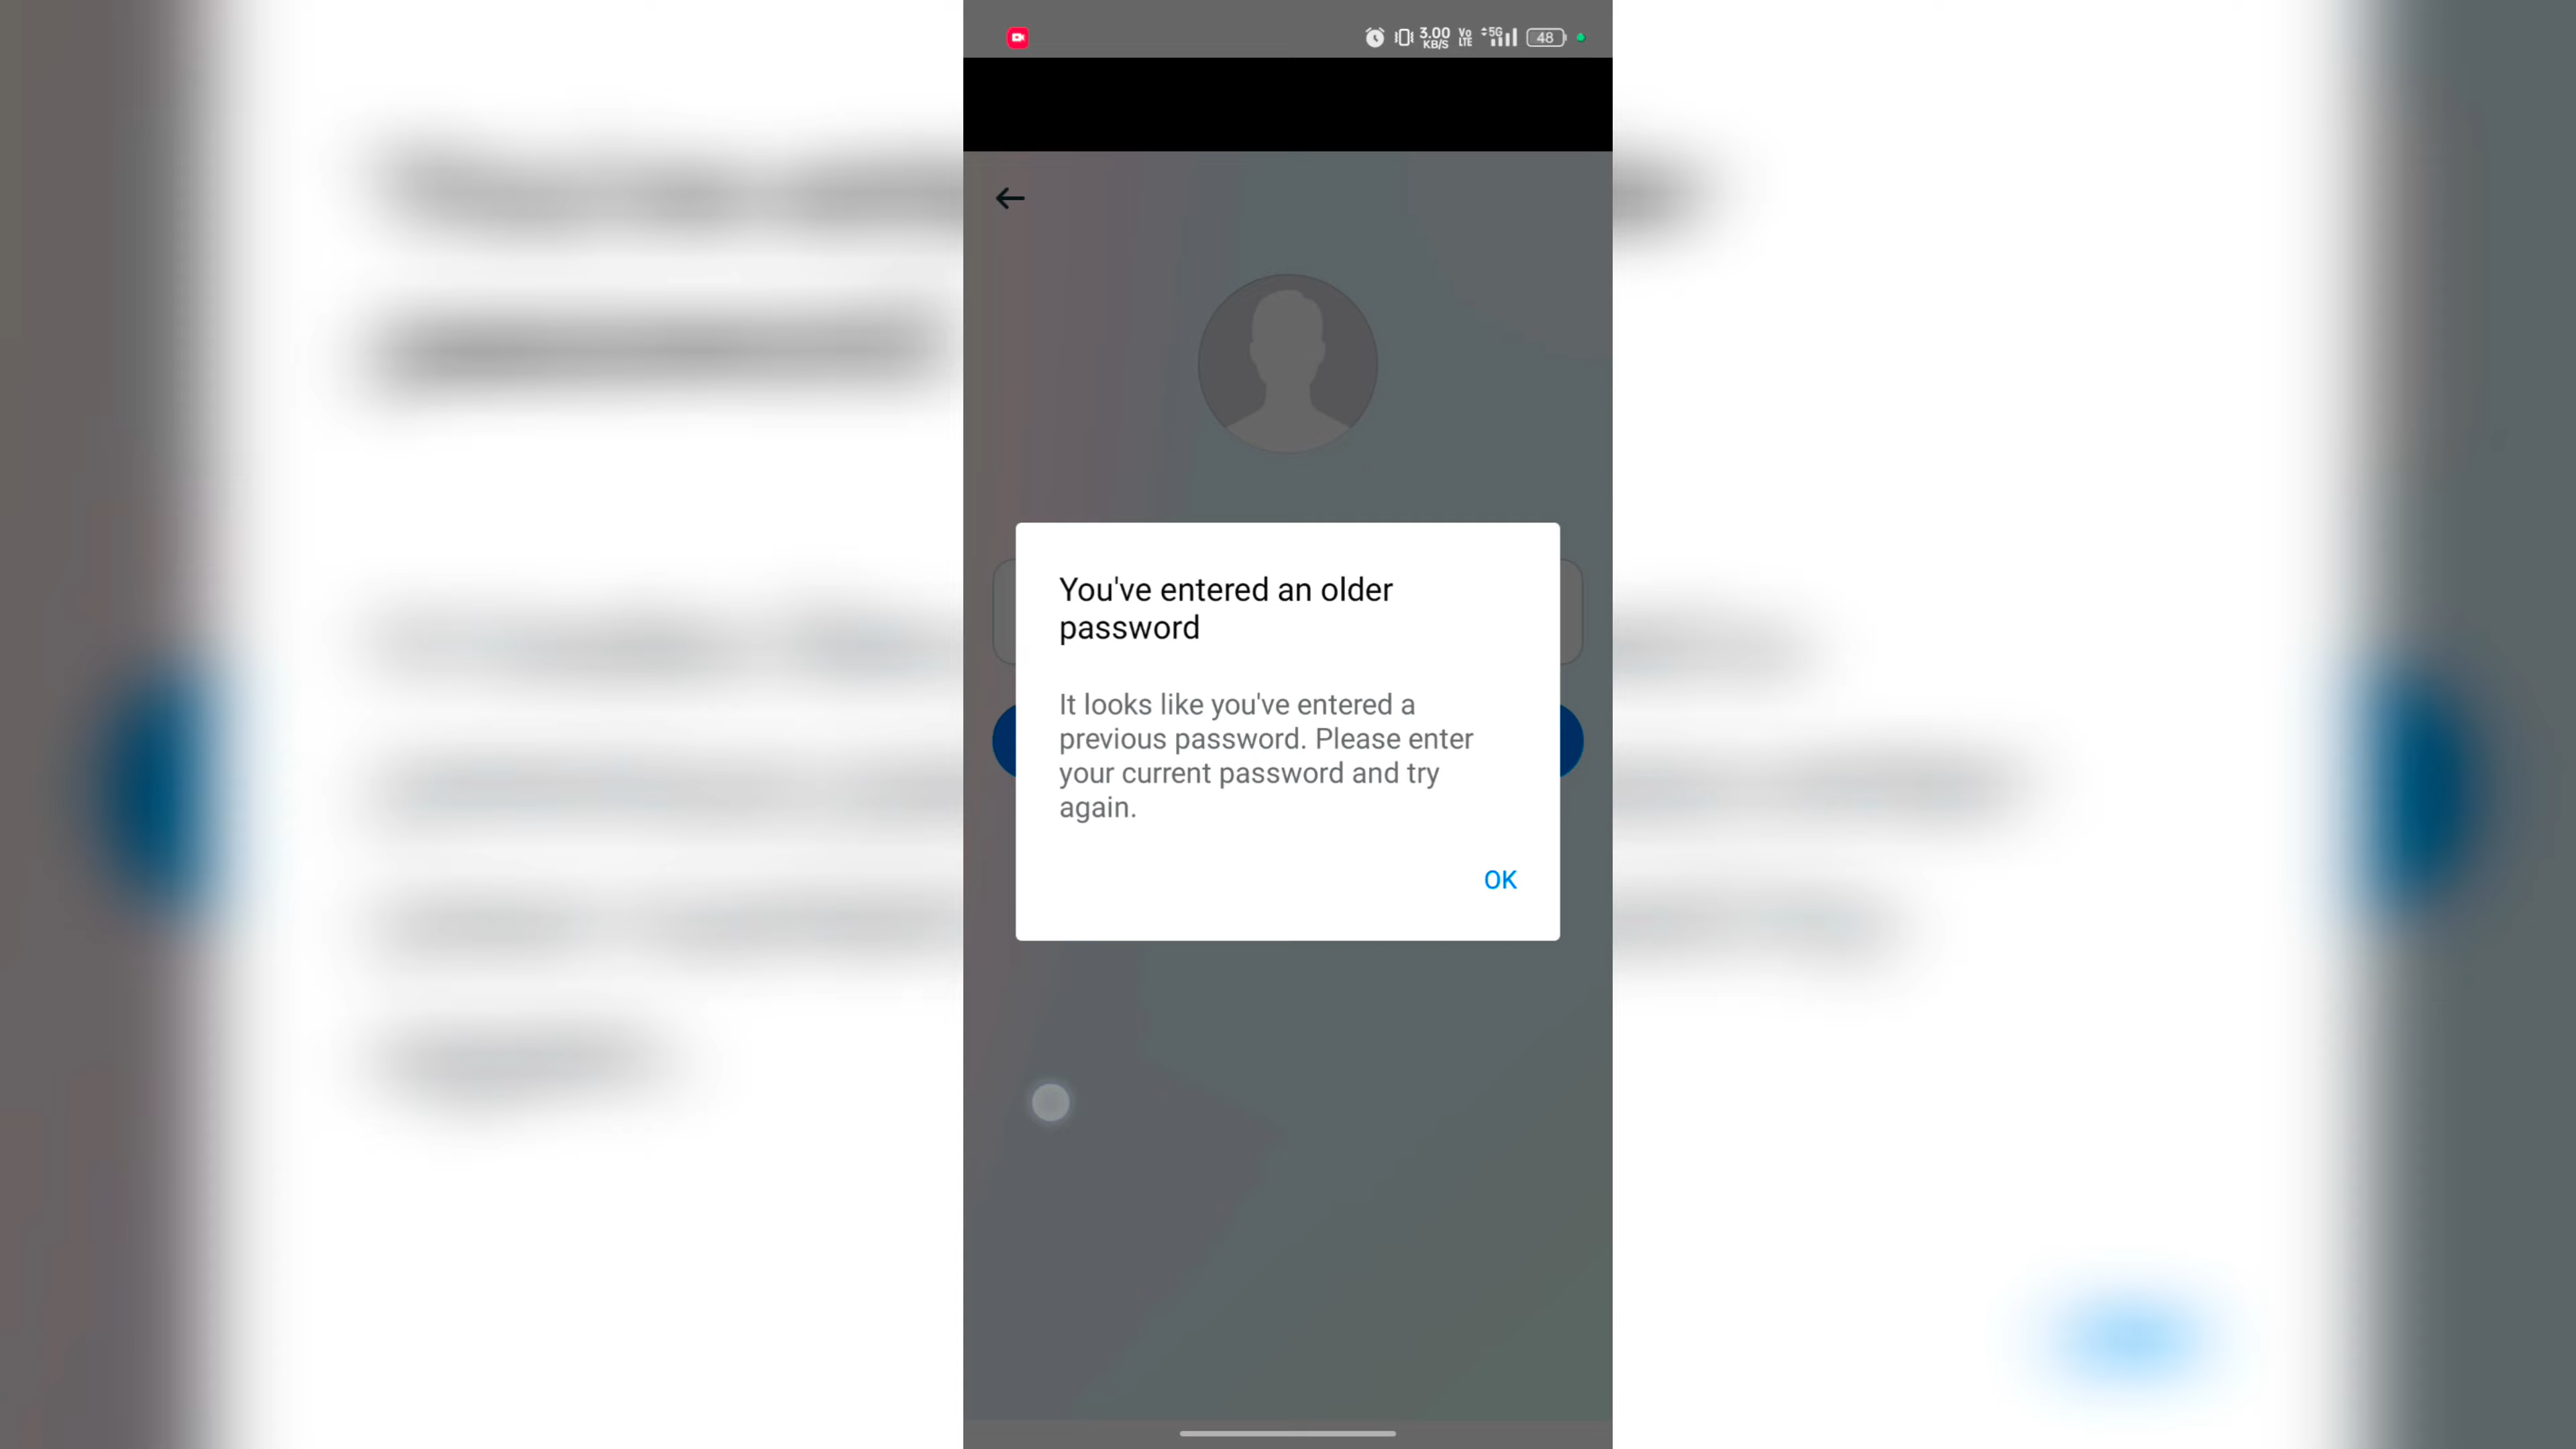 3.00
KB/S
Vo
LTE
5G
48
You've entered an older
password
It looks like you've entered a
previous password. Please enter
your current password and try
again.
OK